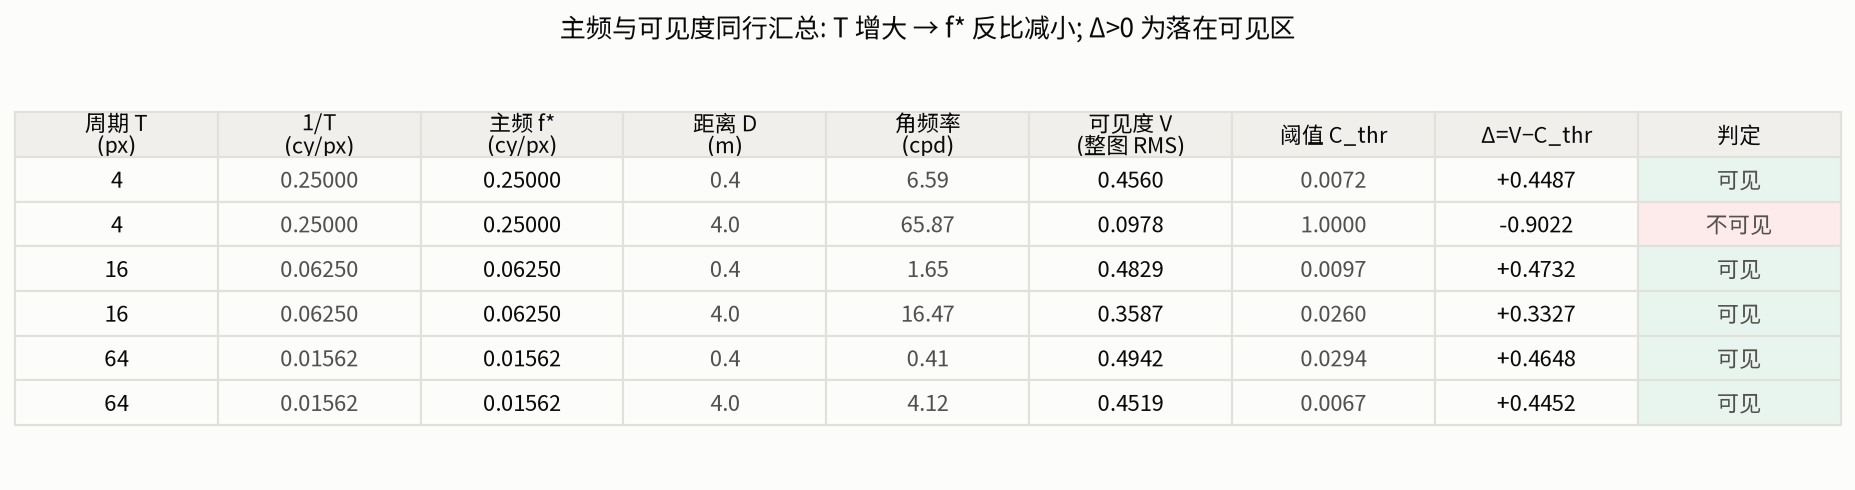 主频与可见度同行汇总: T 增大 → f* 反比减小; Δ>0 为落在可见区
周期 T (px) 1/T (cy/px) 主频 f* (cy/px) 距离 D (m) 角频率 (cpd) 可见度 V (整图 RMS) 阈值 C_thr Δ=V−C_thr 判定
4 0.25000 0.25000 0.4 6.59 0.4560 0.0072 +0.4487 可见
4 0.25000 0.25000 4.0 65.87 0.0978 1.0000 -0.9022 不可见
16 0.06250 0.06250 0.4 1.65 0.4829 0.0097 +0.4732 可见
16 0.06250 0.06250 4.0 16.47 0.3587 0.0260 +0.3327 可见
64 0.01562 0.01562 0.4 0.41 0.4942 0.0294 +0.4648 可见
64 0.01562 0.01562 4.0 4.12 0.4519 0.0067 +0.4452 可见